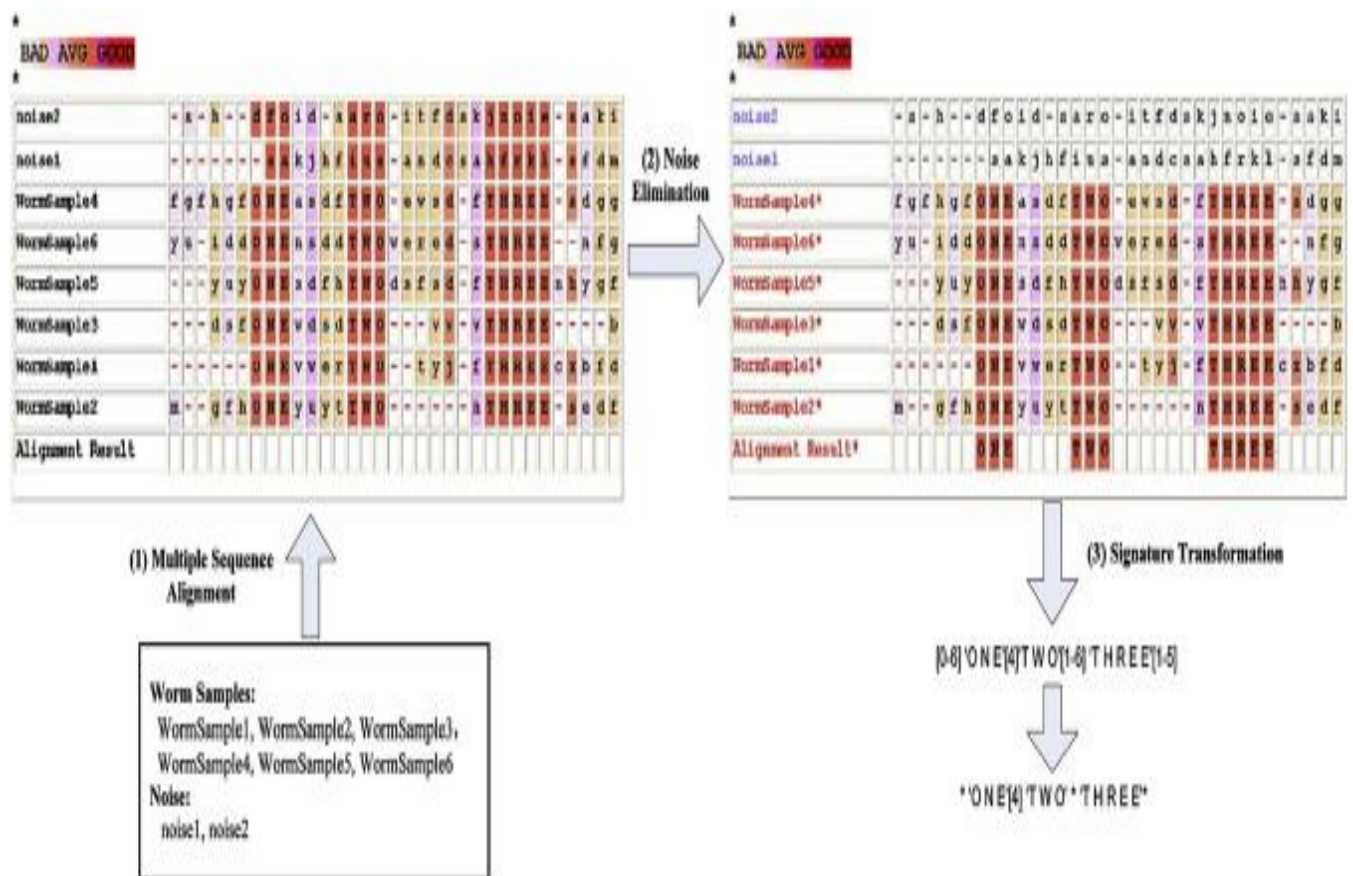 *
BAD AVG GOOD
*
noise2 - s - h - - d f o i d - s a r o - i t f d s k j n o i e - s a k i
noise1 - - - - - - - s a k j h f i u s - a n d c s a h f r k l - s f d m
WormSample4 f g f h g f O N E a s d f T W O - e v s d - f T H R E E - s d g g
WormSample6 y u - i d d O N E n s d d T W O v e r e d - s T H R E E - - n f g
WormSample5 - - - y u y O N E s d f h T W O d s f s d - f T H R E E n h y g f
WormSample3 - - - d s f O N E v d s d T W O - - - v v - v T H R E E - - - - b
WormSample1 - - - - - - O N E v v e r T W O - - t y j - f T H R E E c x b f d
WormSample2 m - - g f h O N E y u y t T W O - - - - - - n T H R E E - s e d f
Alignment Result
(1) Multiple Sequence
Alignment
Worm Samples:
WormSample1, WormSample2, WormSample3,
WormSample4, WormSample5, WormSample6
Noise:
noise1, noise2
(2) Noise
Elimination
*
BAD AVG GOOD
*
noise2 - s - h - - d f o i d - s a r o - i t f d s k j n o i e - s a k i
noise1 - - - - - - - s a k j h f i u s - a n d c s a h f r k l - s f d m
WormSample4* f g f h g f O N E a s d f T W O - e v s d - f T H R E E - s d g g
WormSample6* y u - i d d O N E n s d d T W O v e r e d - s T H R E E - - n f g
WormSample5* - - - y u y O N E s d f h T W O d s f s d - f T H R E E n h y g f
WormSample3* - - - d s f O N E v d s d T W O - - - v v - v T H R E E - - - - b
WormSample1* - - - - - - O N E v v e r T W O - - t y j - f T H R E E c x b f d
WormSample2* m - - g f h O N E y u y t T W O - - - - - - n T H R E E - s e d f
Alignment Result* O N E T W O T H R E E
(3) Signature Transformation
[0-6]'ONE'[4]'TWO'[1-6]'THREE'[1-5]
*'ONE'[4]'TWO'*'THREE'*